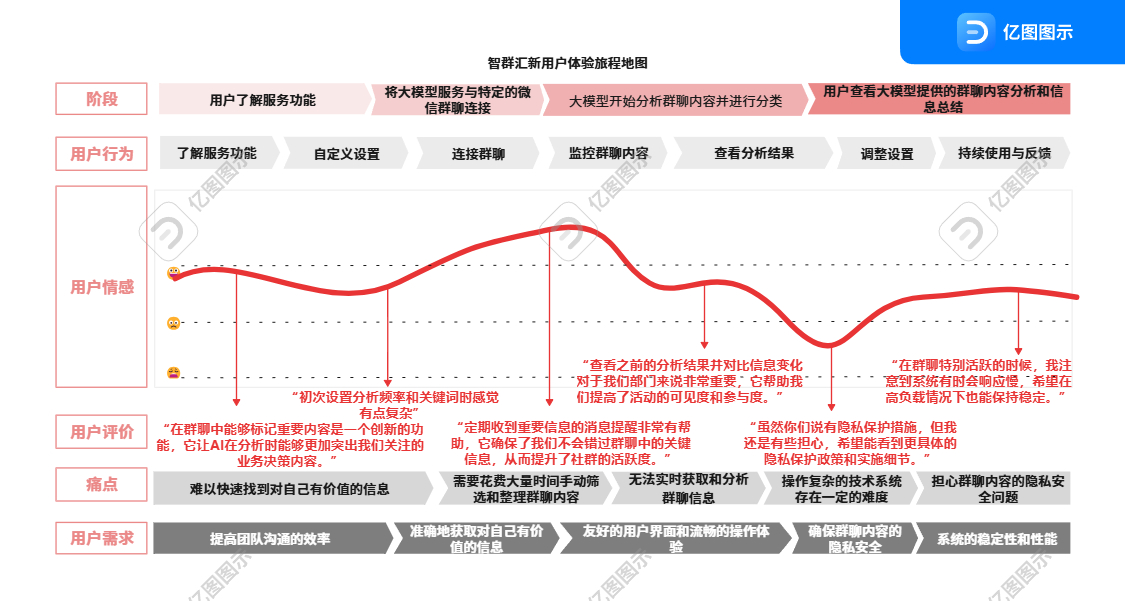 亿图图示
智群汇新用户体验旅程地图
阶段
用户了解服务功能
将大模型服务与特定的微
信群聊连接
大模型开始分析群聊内容并进行分类
用户查看大模型提供的群聊内容分析和信
息总结
用户行为
了解服务功能
自定义设置
连接群聊
监控群聊内容
查看分析结果
调整设置
持续使用与反馈
亿图图示
亿图图示
亿图图示
用户情感
“查看之前的分析结果并对比信息变化
对于我们部门来说非常重要，它帮助我
们提高了活动的可见度和参与度。”
“在群聊特别活跃的时候，我注
意到系统有时会响应慢，希望在
高负载情况下也能保持稳定。”
“初次设置分析频率和关键词时感觉
有点复杂”
用户评价
“在群聊中能够标记重要内容是一个创新的功
能，它让AI在分析时能够更加突出我们关注的
业务决策内容。”
“定期收到重要信息的消息提醒非常有帮
助，它确保了我们不会错过群聊中的关键
信息，从而提升了社群的活跃度。”
“虽然你们说有隐私保护措施，但我
还是有些担心，希望能看到更具体的
隐私保护政策和实施细节。”
痛点
难以快速找到对自己有价值的信息
需要花费大量时间手动筛
选和整理群聊内容
无法实时获取和分析
群聊信息
操作复杂的技术系统
存在一定的难度
担心群聊内容的隐私安
全问题
用户需求
提高团队沟通的效率
准确地获取对自己有价
值的信息
友好的用户界面和流畅的操作体
验
确保群聊内容的
隐私安全
系统的稳定性和性能
亿图图示
亿图图示
亿图图示